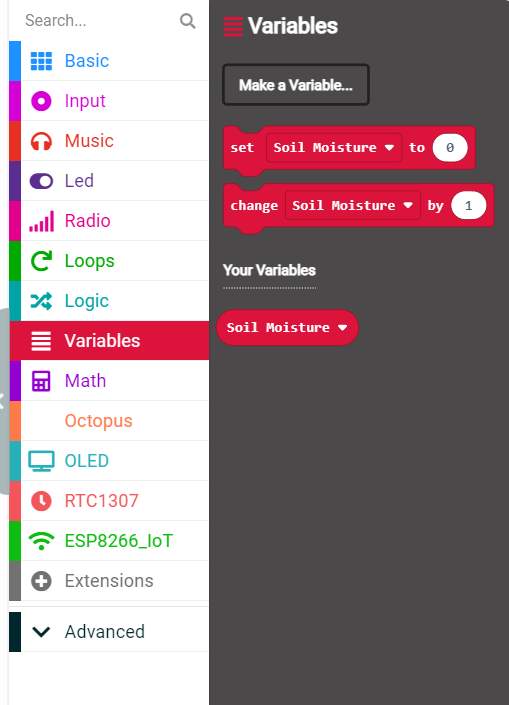 Search...
Basic
Input
Music
Led
Radio
Loops
Logic
Variables
Math
Octopus
OLED
RTC1307
ESP8266_IoT
Extensions
Advanced
Variables
Make a Variable...
set Soil Moisture to 0
change Soil Moisture by 1
Your Variables
Soil Moisture